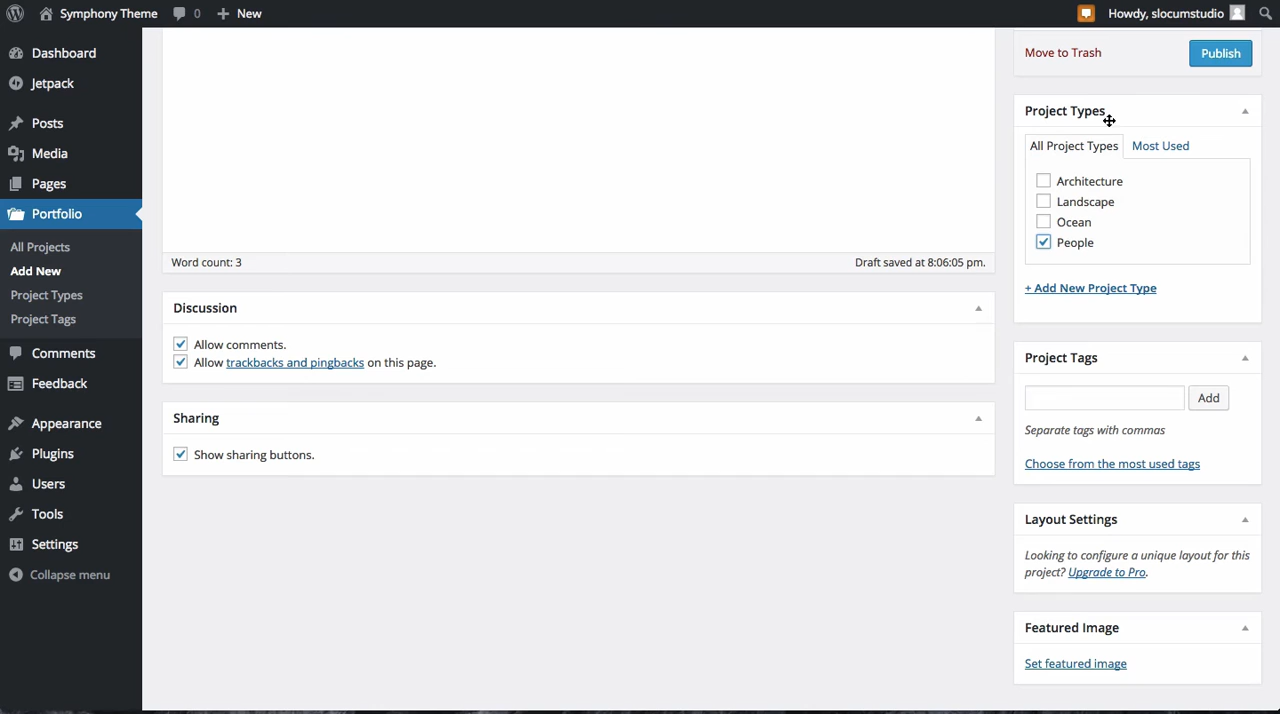 Symphony Theme 0 New Howdy, slocumstudio
Dashboard
Jetpack
Posts
Media
Pages
Portfolio
All Projects
Add New
Project Types
Project Tags
Comments
Feedback
Appearance
Plugins
Users
Tools
Settings
Collapse menu
Word count: 3 Draft saved at 8:06:05 pm.
Discussion
Allow comments.
Allow trackbacks and pingbacks on this page.
Sharing
Show sharing buttons.
Move to Trash Publish
Project Types
All Project Types Most Used
Architecture
Landscape
Ocean
People
+ Add New Project Type
Project Tags
Add
Separate tags with commas
Choose from the most used tags
Layout Settings
Looking to configure a unique layout for this
project? Upgrade to Pro.
Featured Image
Set featured image